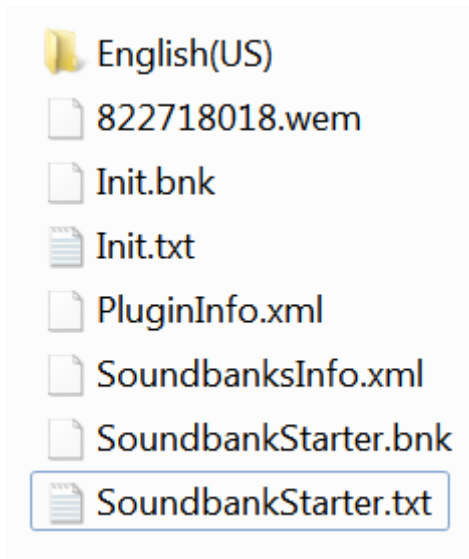 English(US)
822718018.wem
Init.bnk
Init.txt
PluginInfo.xml
SoundbanksInfo.xml
SoundbankStarter.bnk
SoundbankStarter.txt